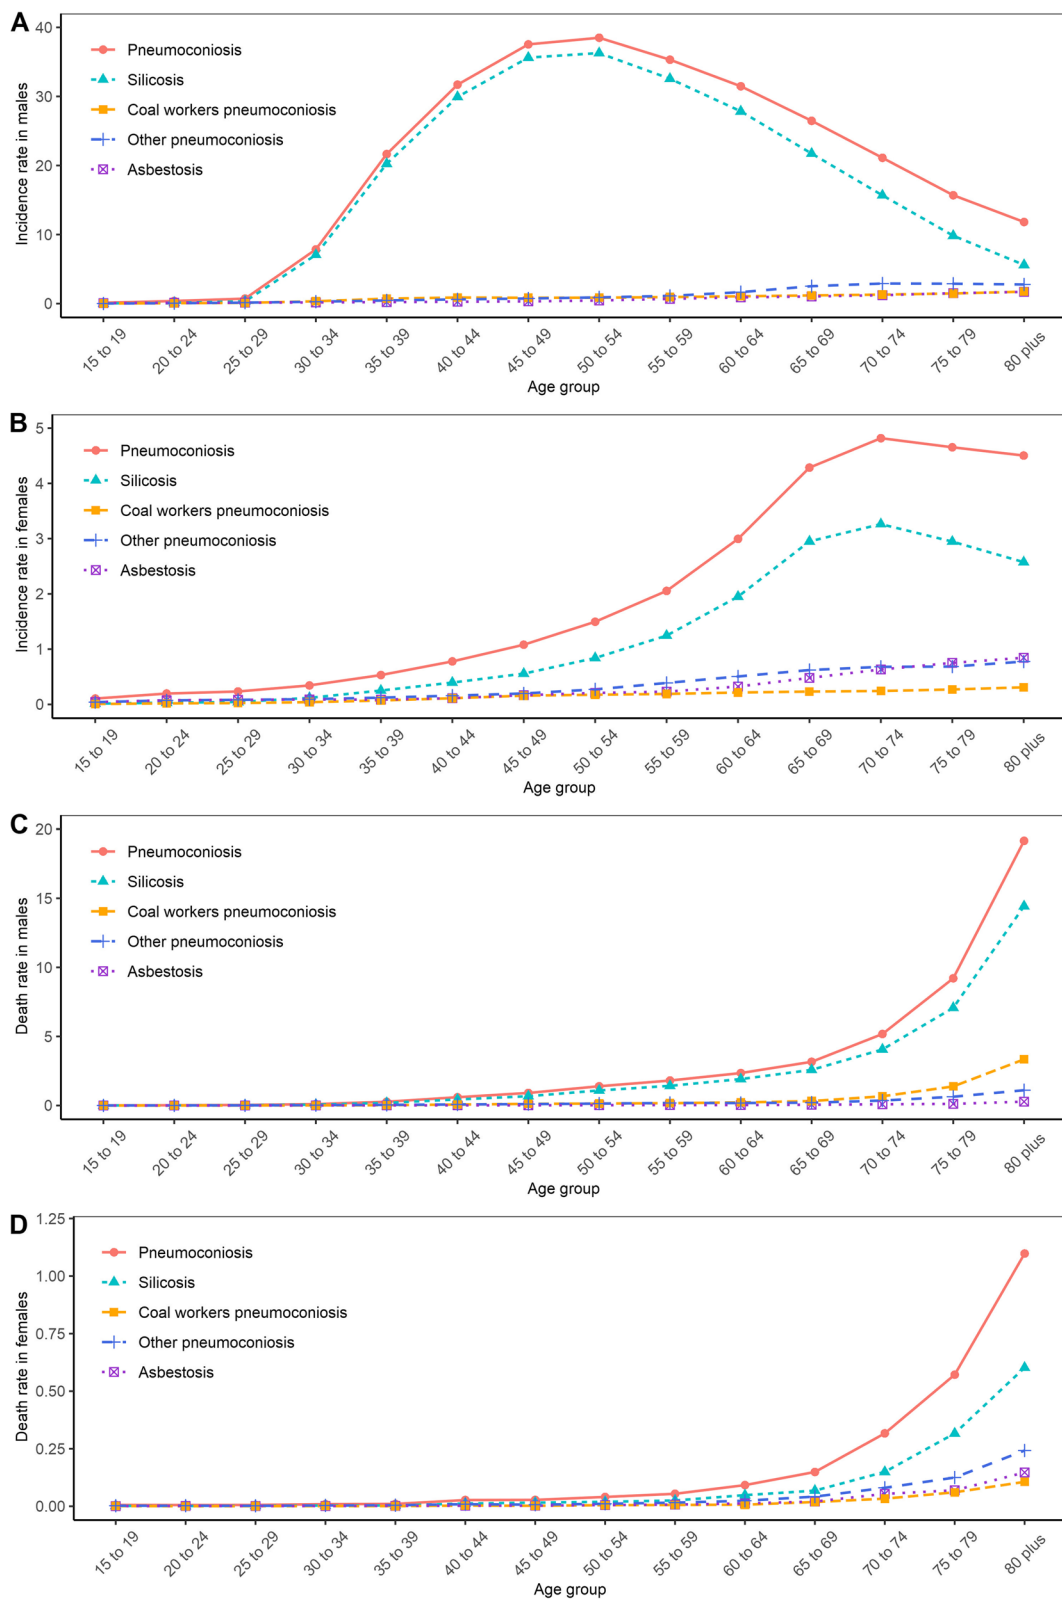 A
40
30
20
10
0
Incidence rate in males
Pneumoconiosis
Silicosis
Coal workers pneumoconiosis
Other pneumoconiosis
Asbestosis
15 to 19
20 to 24
25 to 29
30 to 34
35 to 39
40 to 44
45 to 49
50 to 54
55 to 59
60 to 64
65 to 69
70 to 74
75 to 79
80 plus
Age group
B
5
4
3
2
1
0
Incidence rate in females
Pneumoconiosis
Silicosis
Coal workers pneumoconiosis
Other pneumoconiosis
Asbestosis
15 to 19
20 to 24
25 to 29
30 to 34
35 to 39
40 to 44
45 to 49
50 to 54
55 to 59
60 to 64
65 to 69
70 to 74
75 to 79
80 plus
Age group
C
20
15
10
5
0
Death rate in males
Pneumoconiosis
Silicosis
Coal workers pneumoconiosis
Other pneumoconiosis
Asbestosis
15 to 19
20 to 24
25 to 29
30 to 34
35 to 39
40 to 44
45 to 49
50 to 54
55 to 59
60 to 64
65 to 69
70 to 74
75 to 79
80 plus
Age group
D
1.25
1.00
0.75
0.50
0.25
0.00
Death rate in females
Pneumoconiosis
Silicosis
Coal workers pneumoconiosis
Other pneumoconiosis
Asbestosis
15 to 19
20 to 24
25 to 29
30 to 34
35 to 39
40 to 44
45 to 49
50 to 54
55 to 59
60 to 64
65 to 69
70 to 74
75 to 79
80 plus
Age group